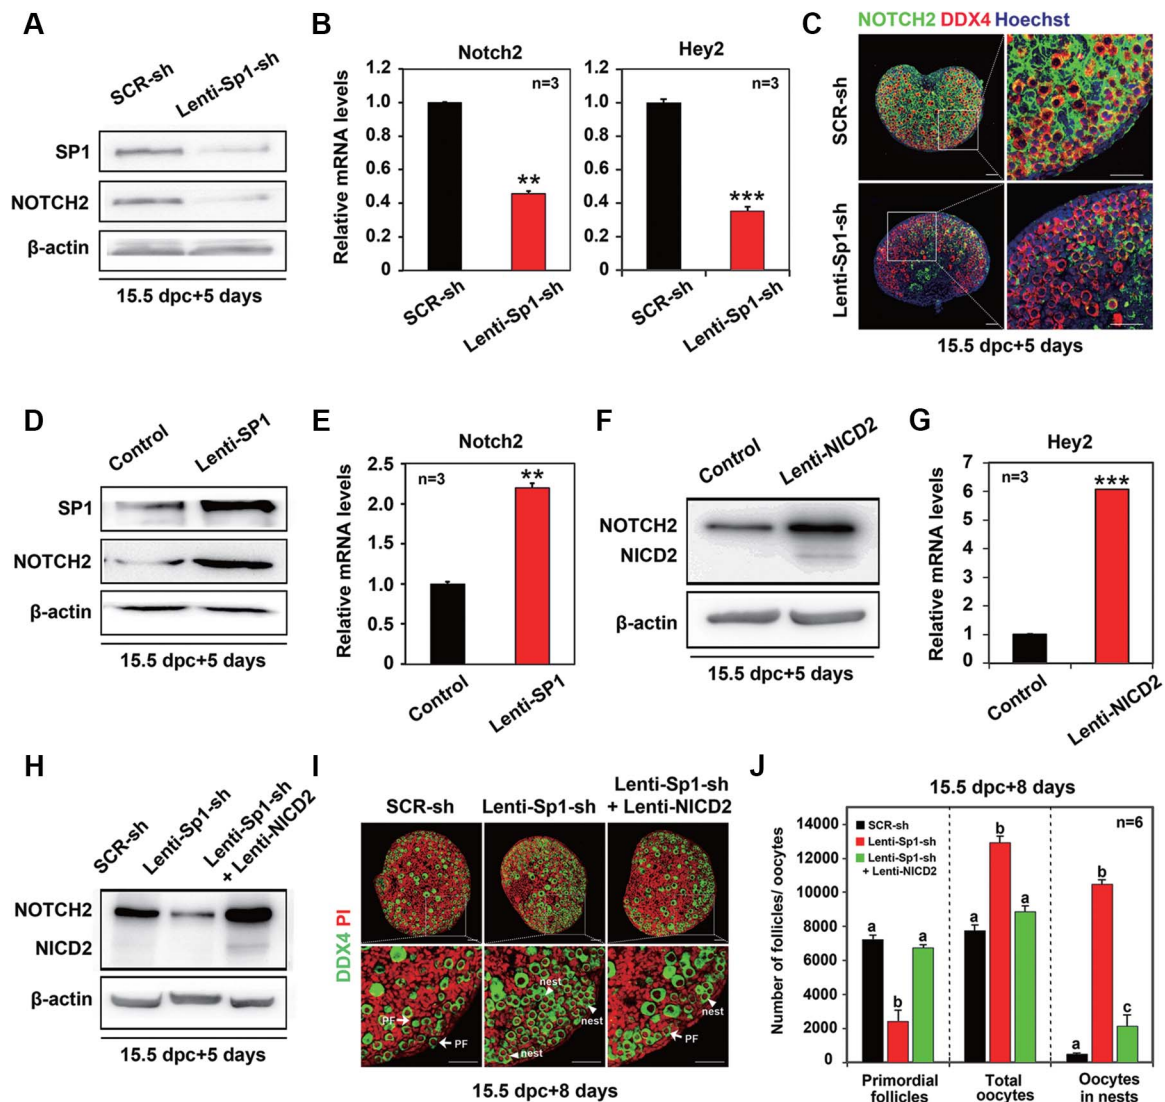 A
SCR-sh
Lenti-Sp1-sh
SP1
NOTCH2
β-actin
15.5 dpc+5 days
B
Notch2
Relative mRNA levels
1.2
1.0
0.8
0.6
0.4
0.2
0
n=3
**
SCR-sh
Lenti-Sp1-sh
Hey2
1.2
1.0
0.8
0.6
0.4
0.2
0
n=3
***
SCR-sh
Lenti-Sp1-sh
C
NOTCH2 DDX4 Hoechst
SCR-sh
Lenti-Sp1-sh
15.5 dpc+5 days
D
Control
Lenti-SP1
SP1
NOTCH2
β-actin
15.5 dpc+5 days
E
Notch2
Relative mRNA levels
2.5
2.0
1.5
1.0
0.5
0
n=3
**
Control
Lenti-SP1
F
Control
Lenti-NICD2
NOTCH2
NICD2
β-actin
15.5 dpc+5 days
G
Hey2
Relative mRNA levels
7
6
5
4
3
2
1
0
n=3
***
Control
Lenti-NICD2
H
SCR-sh
Lenti-Sp1-sh
Lenti-Sp1-sh
+ Lenti-NICD2
NOTCH2
NICD2
β-actin
15.5 dpc+5 days
I
SCR-sh
Lenti-Sp1-sh
Lenti-Sp1-sh
+ Lenti-NICD2
DDX4 PI
PF
PF
nest
nest
nest
nest
PF
15.5 dpc+8 days
J
15.5 dpc+8 days
Number of follicles/ oocytes
14000
12000
10000
8000
6000
4000
2000
0
SCR-sh
Lenti-Sp1-sh
Lenti-Sp1-sh
+ Lenti-NICD2
n=6
a
b
a
a
b
a
a
b
c
Primordial
follicles
Total
oocytes
Oocytes
in nests